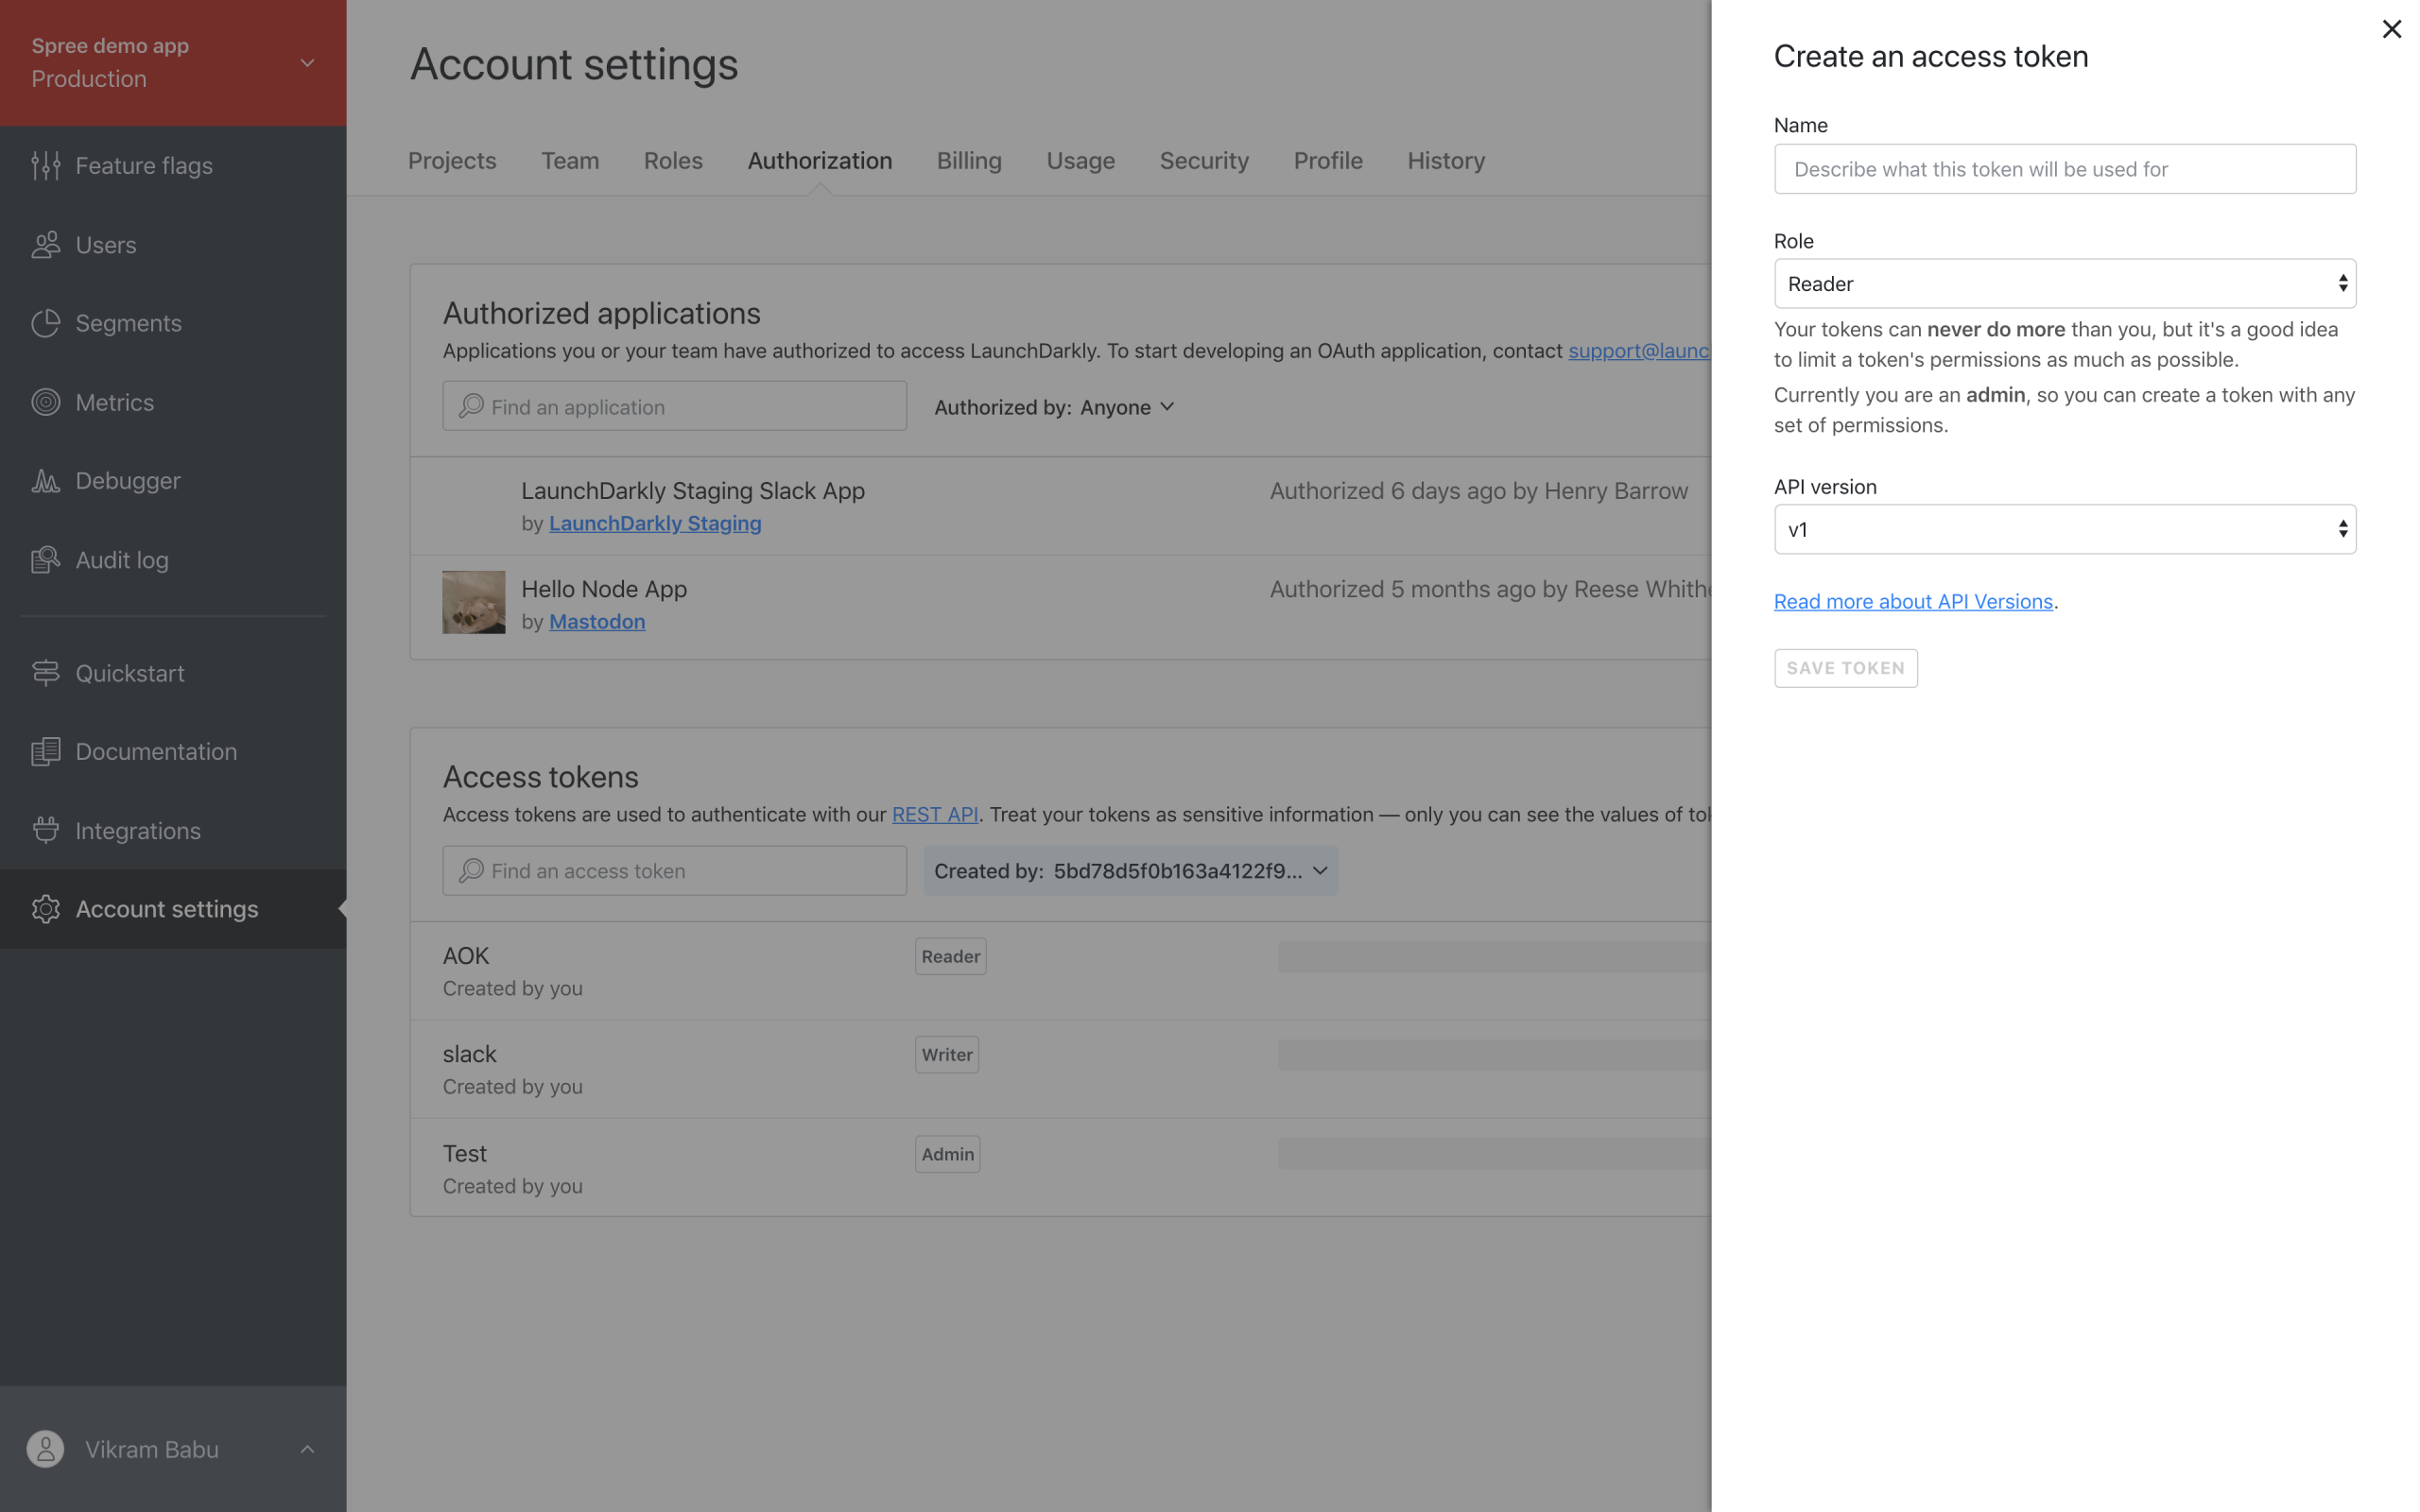 Spree demo app
Production
Feature flags
Users
Segments
Metrics
Debugger
Audit log
Quickstart
Documentation
Integrations
Account settings
Vikram Babu
Account settings
Projects Team Roles Authorization Billing Usage Security Profile History
Authorized applications
Applications you or your team have authorized to access LaunchDarkly. To start developing an OAuth application, contact support@launc
Find an application Authorized by: Anyone
LaunchDarkly Staging Slack App Authorized 6 days ago by Henry Barrow
by LaunchDarkly Staging
Hello Node App Authorized 5 months ago by Reese Whithe
by Mastodon
Access tokens
Access tokens are used to authenticate with our REST API. Treat your tokens as sensitive information — only you can see the values of to
Find an access token Created by: 5bd78d5f0b163a4122f9...
AOK Reader
Created by you
slack Writer
Created by you
Test Admin
Created by you
Create an access token
Name
Describe what this token will be used for
Role
Reader
Your tokens can never do more than you, but it's a good idea
to limit a token's permissions as much as possible.
Currently you are an admin, so you can create a token with any
set of permissions.
API version
v1
Read more about API Versions.
SAVE TOKEN